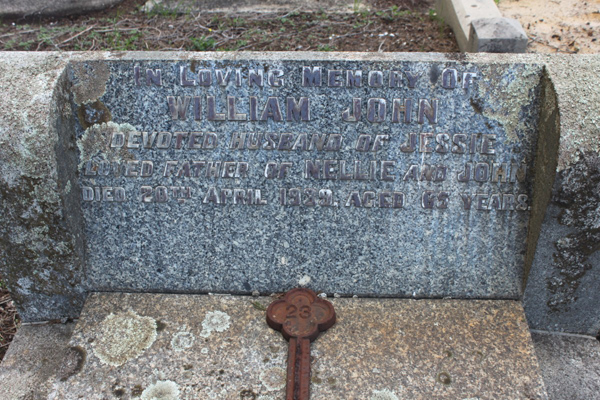 In Loving Memory Of
WILLIAM JOHN
DEVOTED HUSBAND OF JESSIE
LOVED FATHER OF NELLIE AND JOHN
DIED 20TH APRIL 1939. AGED YEARS.
23